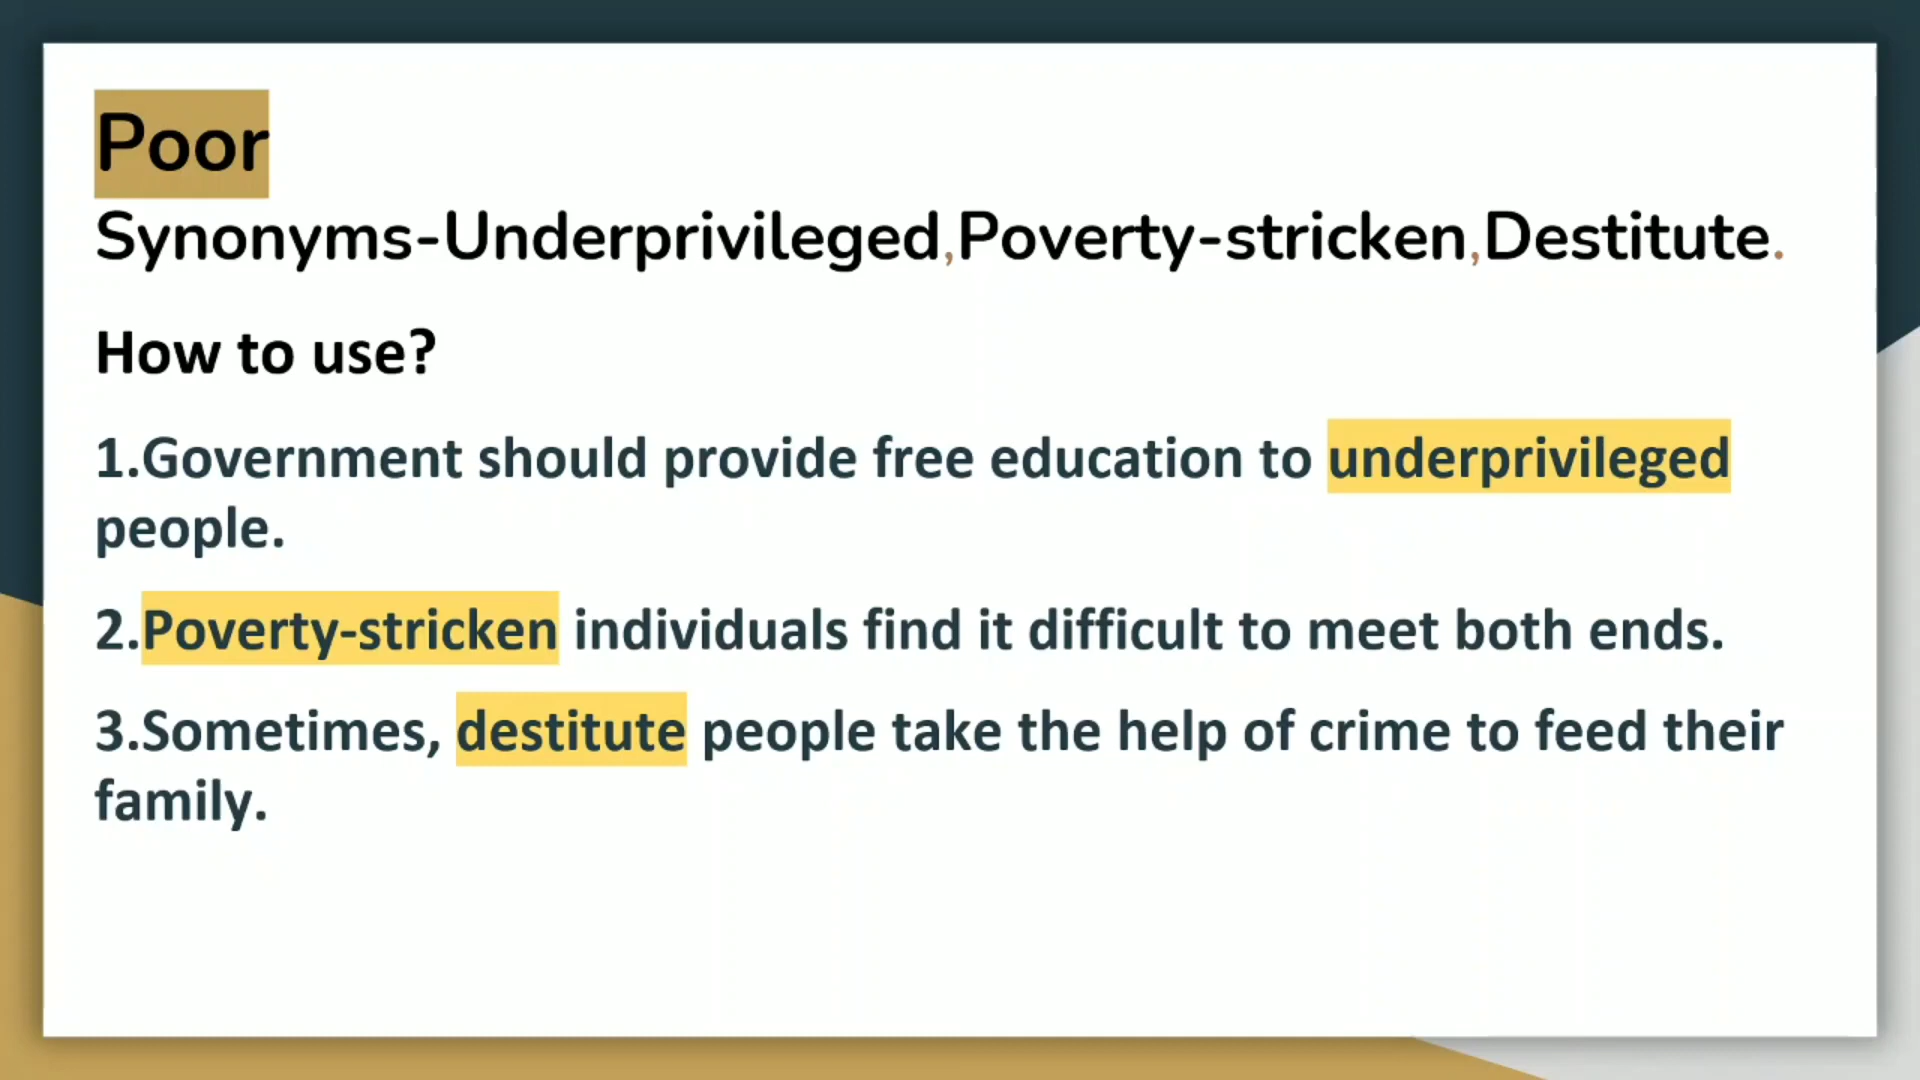 Poor
Synonyms-Underprivileged,Poverty-stricken,Destitute.
How to use?
1.Government should provide free education to underprivileged
people.
2.Poverty-stricken individuals find it difficult to meet both ends.
3.Sometimes, destitute people take the help of crime to feed their
family.